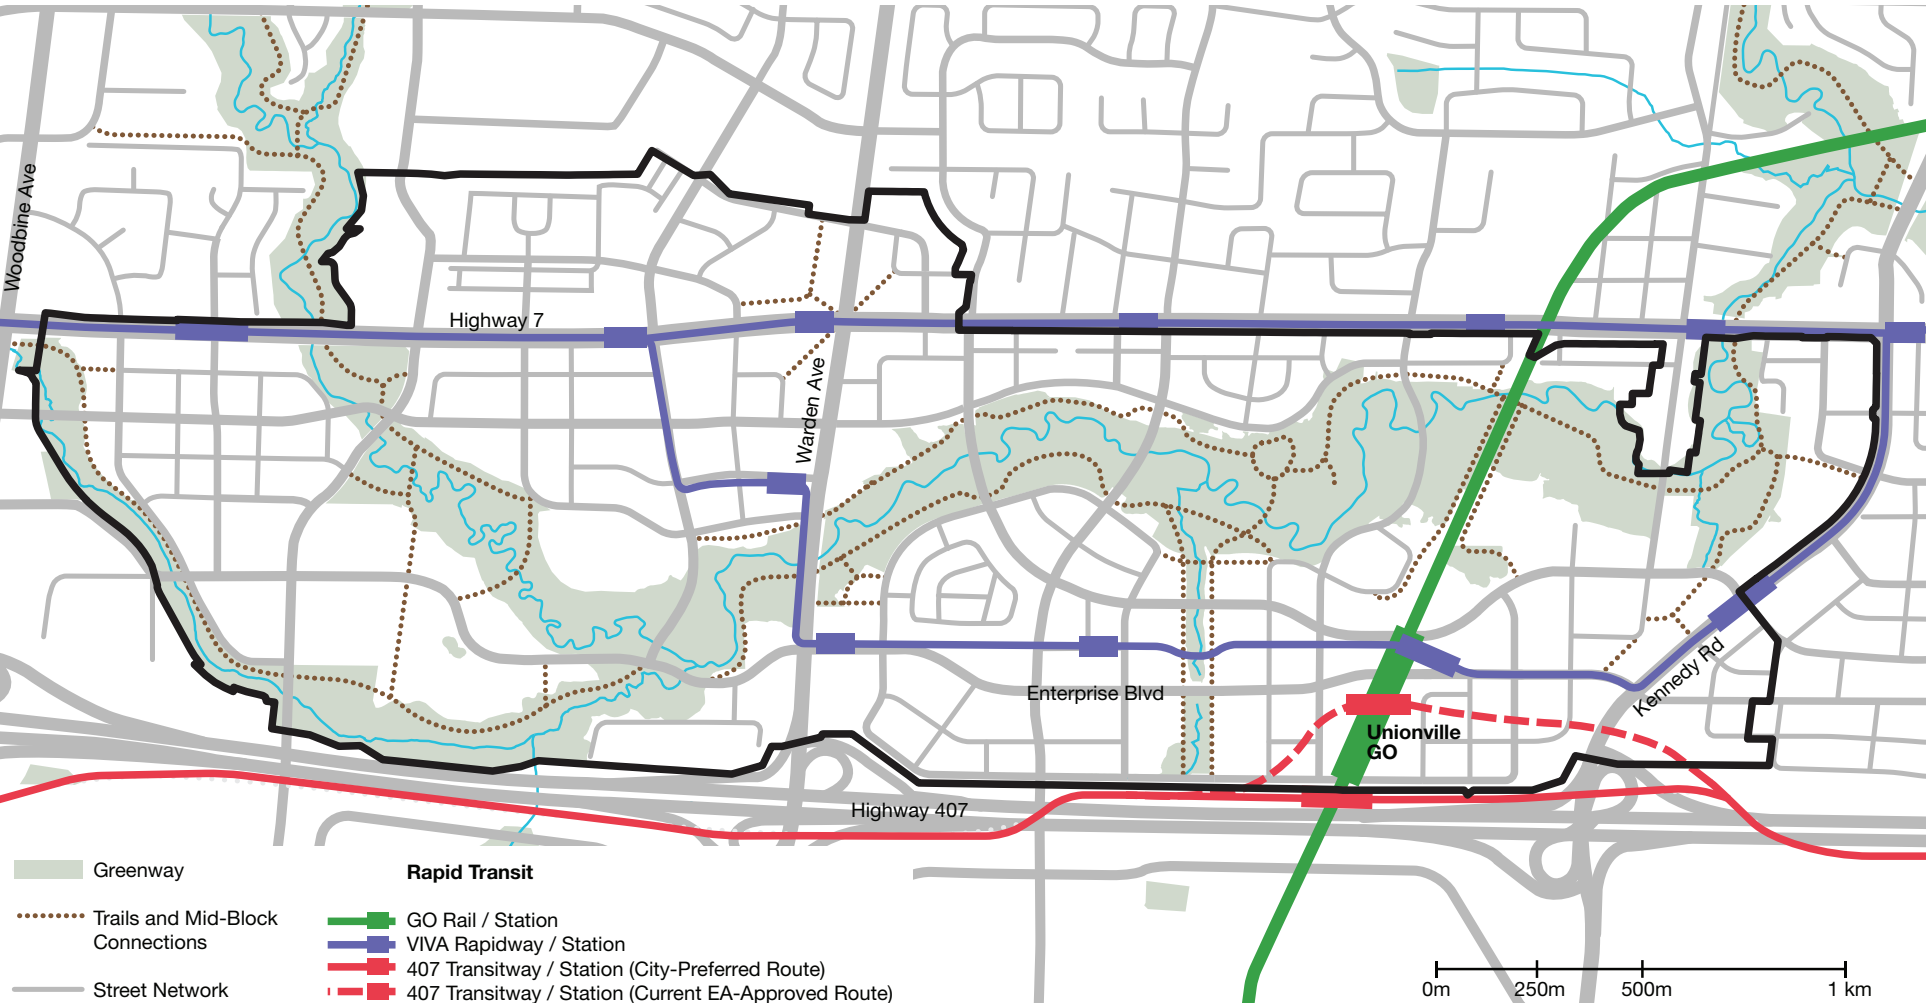 Woodbine Ave
Highway 7
Warden Ave
Enterprise Blvd
Kennedy Rd
Unionville
GO
Highway 407
Greenway
Trails and Mid-Block
Connections
Street Network
Rapid Transit
GO Rail / Station
VIVA Rapidway / Station
407 Transitway / Station (City-Preferred Route)
407 Transitway / Station (Current EA-Approved Route)
0m 250m 500m 1 km